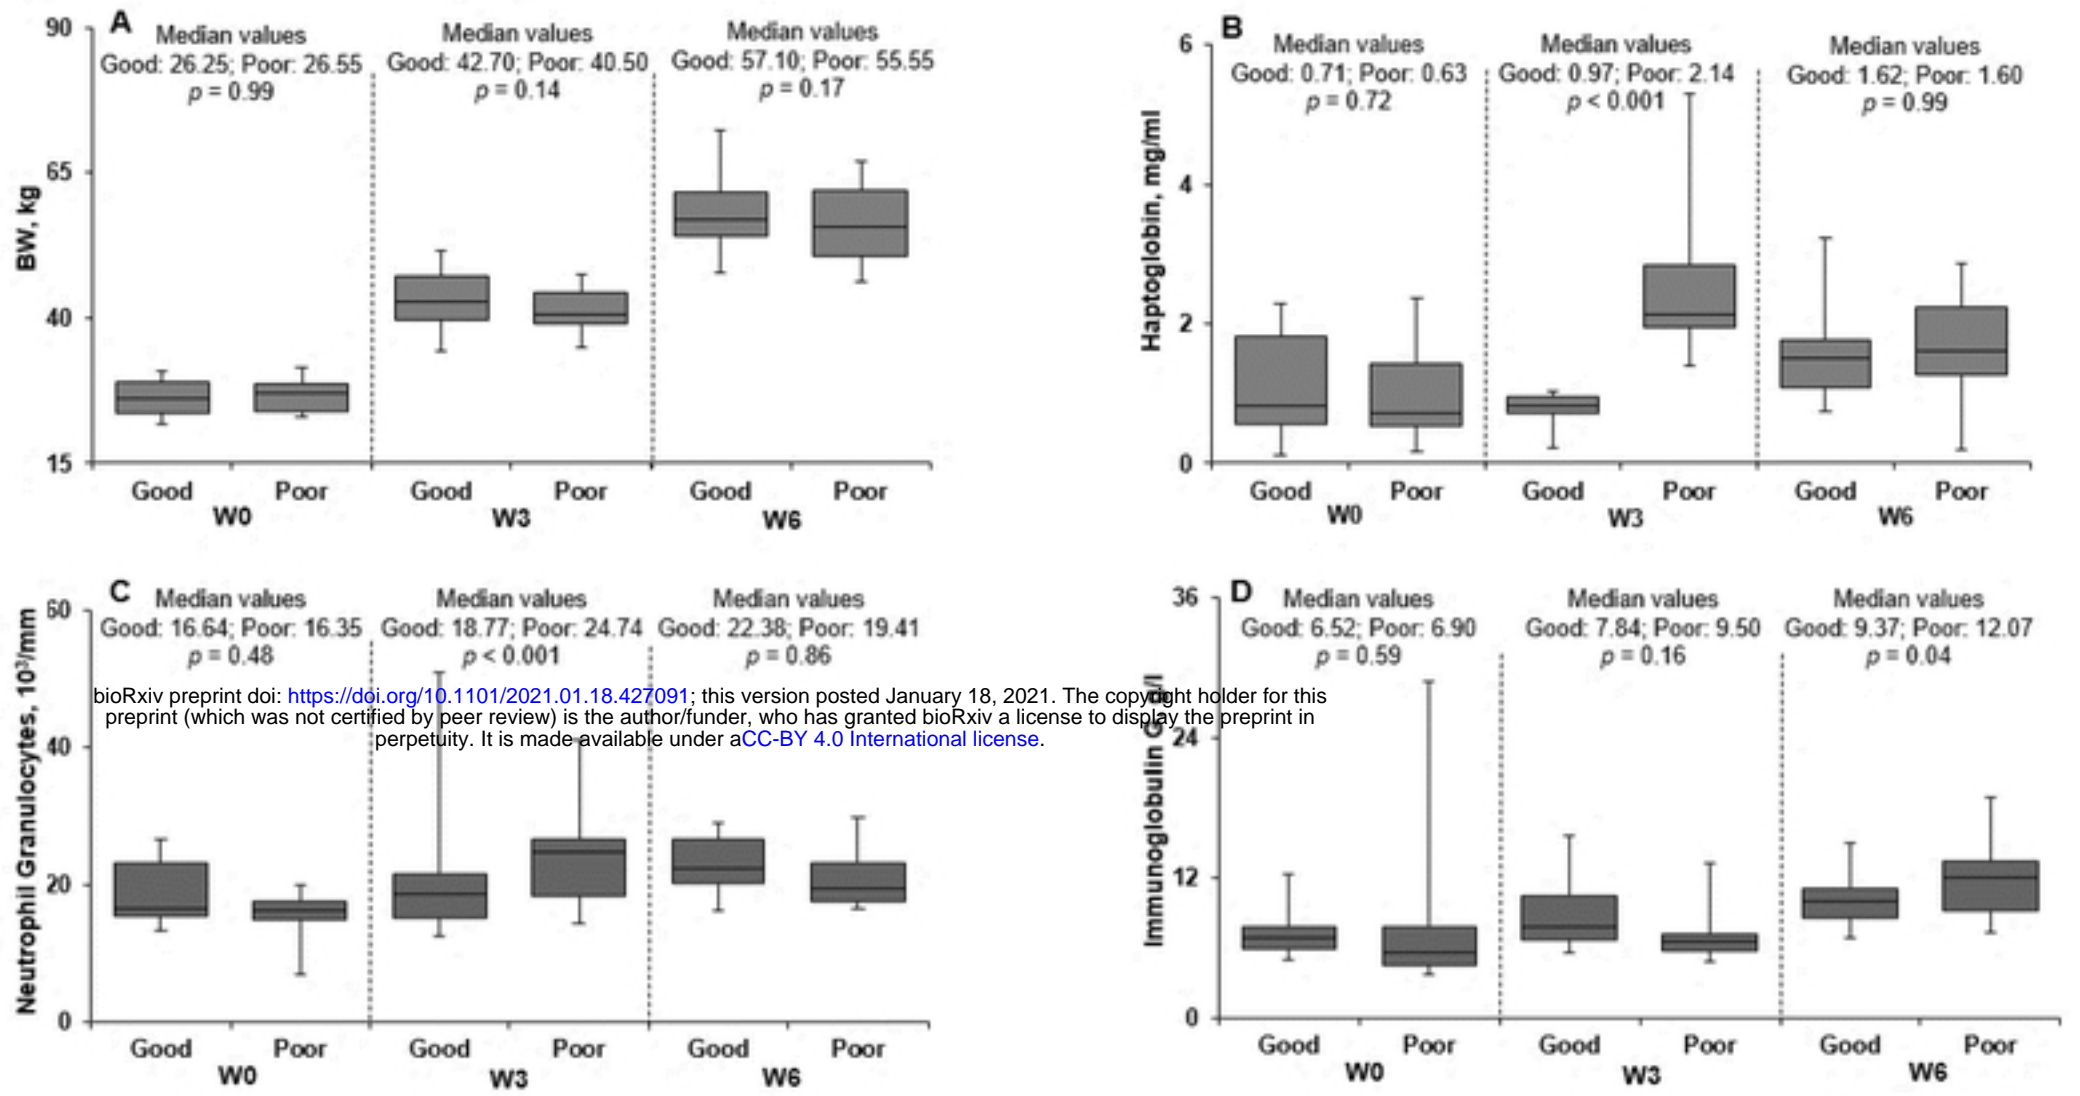 A
Median values
Good: 26.25; Poor: 26.55
p = 0.99
Median values
Good: 42.70; Poor: 40.50
p = 0.14
Median values
Good: 57.10; Poor: 55.55
p = 0.17
BW, kg
90
65
40
15
Good Poor Good Poor Good Poor
W0 W3 W6
B
Median values
Good: 0.71; Poor: 0.63
p = 0.72
Median values
Good: 0.97; Poor: 2.14
p < 0.001
Median values
Good: 1.62; Poor: 1.60
p = 0.99
Haptoglobin, mg/ml
6
4
2
0
Good Poor Good Poor Good Poor
W0 W3 W6
C
Median values
Good: 16.64; Poor: 16.35
p = 0.48
Median values
Good: 18.77; Poor: 24.74
p < 0.001
Median values
Good: 22.38; Poor: 19.41
p = 0.86
Neutrophil Granulocytes, 10³/mm
60
40
20
0
Good Poor Good Poor Good Poor
W0 W3 W6
bioRxiv preprint doi: https://doi.org/10.1101/2021.01.18.427091; this version posted January 18, 2021. The copyright holder for this
preprint (which was not certified by peer review) is the author/funder, who has granted bioRxiv a license to display the preprint in
perpetuity. It is made available under aCC-BY 4.0 International license.
D
Median values
Good: 6.52; Poor: 6.90
p = 0.59
Median values
Good: 7.84; Poor: 9.50
p = 0.16
Median values
Good: 9.37; Poor: 12.07
p = 0.04
Immunoglobulin G, g/l
36
24
12
0
Good Poor Good Poor Good Poor
W0 W3 W6